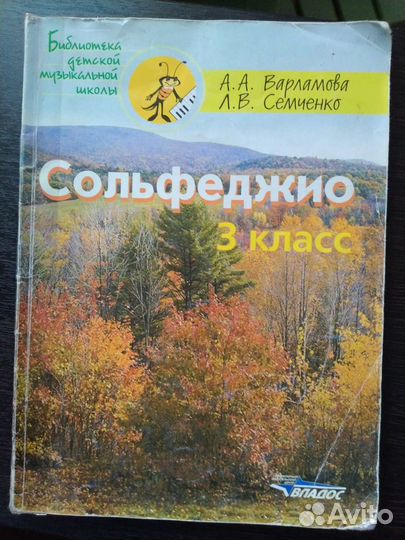 Библиотека
детской
музыкальной
школы
А.А. Варламова
Л.В. Семченко
Сольфеджио
3 класс
ВЛАДОС
Avito